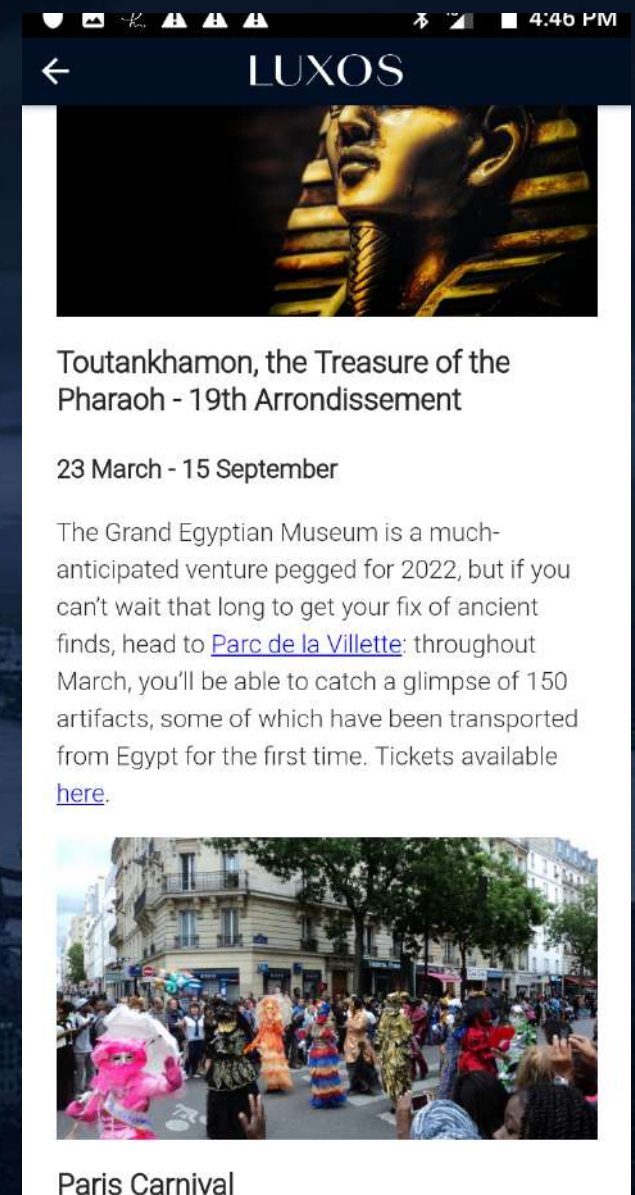 4:46 PM
LUXOS
Toutankhamon, the Treasure of the
Pharaoh - 19th Arrondissement
23 March - 15 September
The Grand Egyptian Museum is a much-
anticipated venture pegged for 2022, but if you
can't wait that long to get your fix of ancient
finds, head to Parc de la Villette: throughout
March, you'll be able to catch a glimpse of 150
artifacts, some of which have been transported
from Egypt for the first time. Tickets available
here.
Paris Carnival